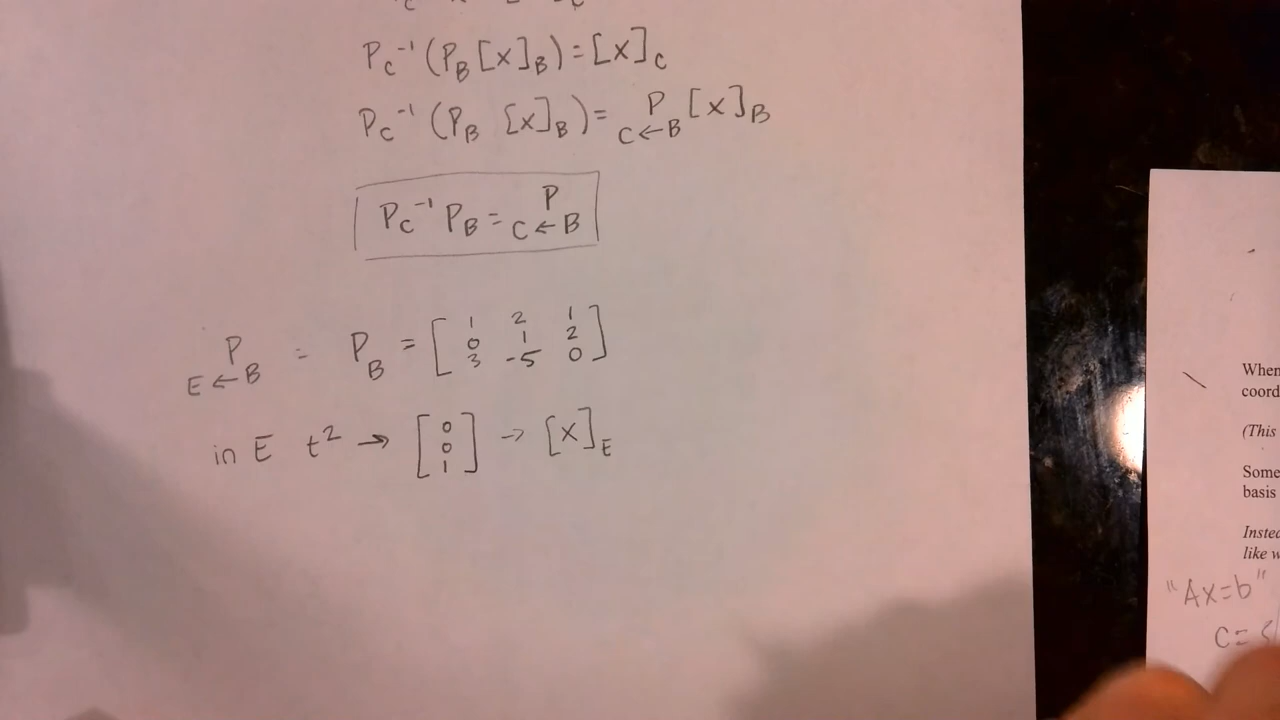 P_C⁻¹ (P_B [x]_B) = [x]_C
P_C⁻¹ (P_B [x]_B) = P_{C←B} [x]_B
P_C⁻¹ P_B = P_{C←B}
P_{E←B} = P_B = [1 2 1
0 1 2
3 -5 0]
in E t² → [0 0 1] → [x]_E
When
coord
(This
Some
basis
Instea
like w
"Ax=b"
C=